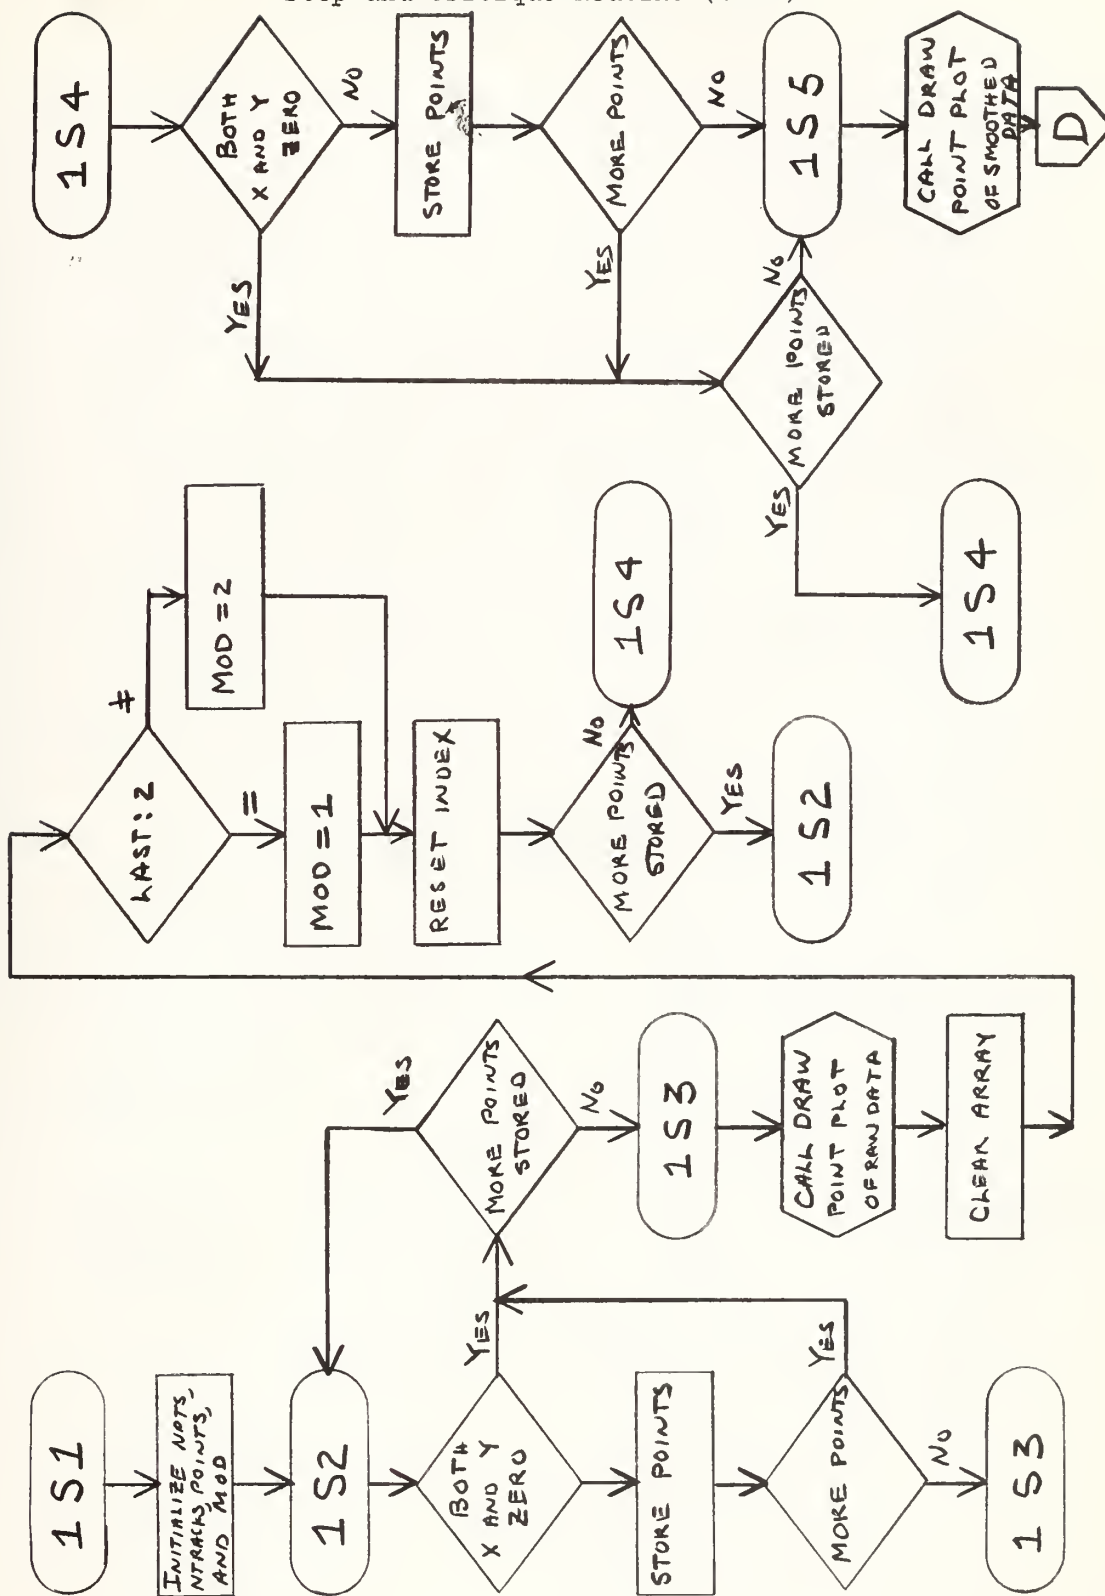 1S1
INITIALIZE NPTS,
NTRACKS, POINTS,
AND MOD
1S2
BOTH
X AND Y
ZERO
YES
STORE POINTS
MORE POINTS
YES
NO
1S3
MORE POINTS
STORED
YES
NO
1S3
CALL DRAW
POINT PLOT
OF RAW DATA
CLEAR ARRAY
LAST:2
≠
=
MOD=2
MOD=1
RESET INDEX
MORE POINTS
STORED
NO
YES
1S4
1S2
1S4
BOTH
X AND Y
ZERO
NO
YES
STORE POINTS
MORE POINTS
NO
YES
MORE POINTS
STORED
NO
YES
1S4
1S5
CALL DRAW
POINT PLOT
OF SMOOTHED
DATA
D